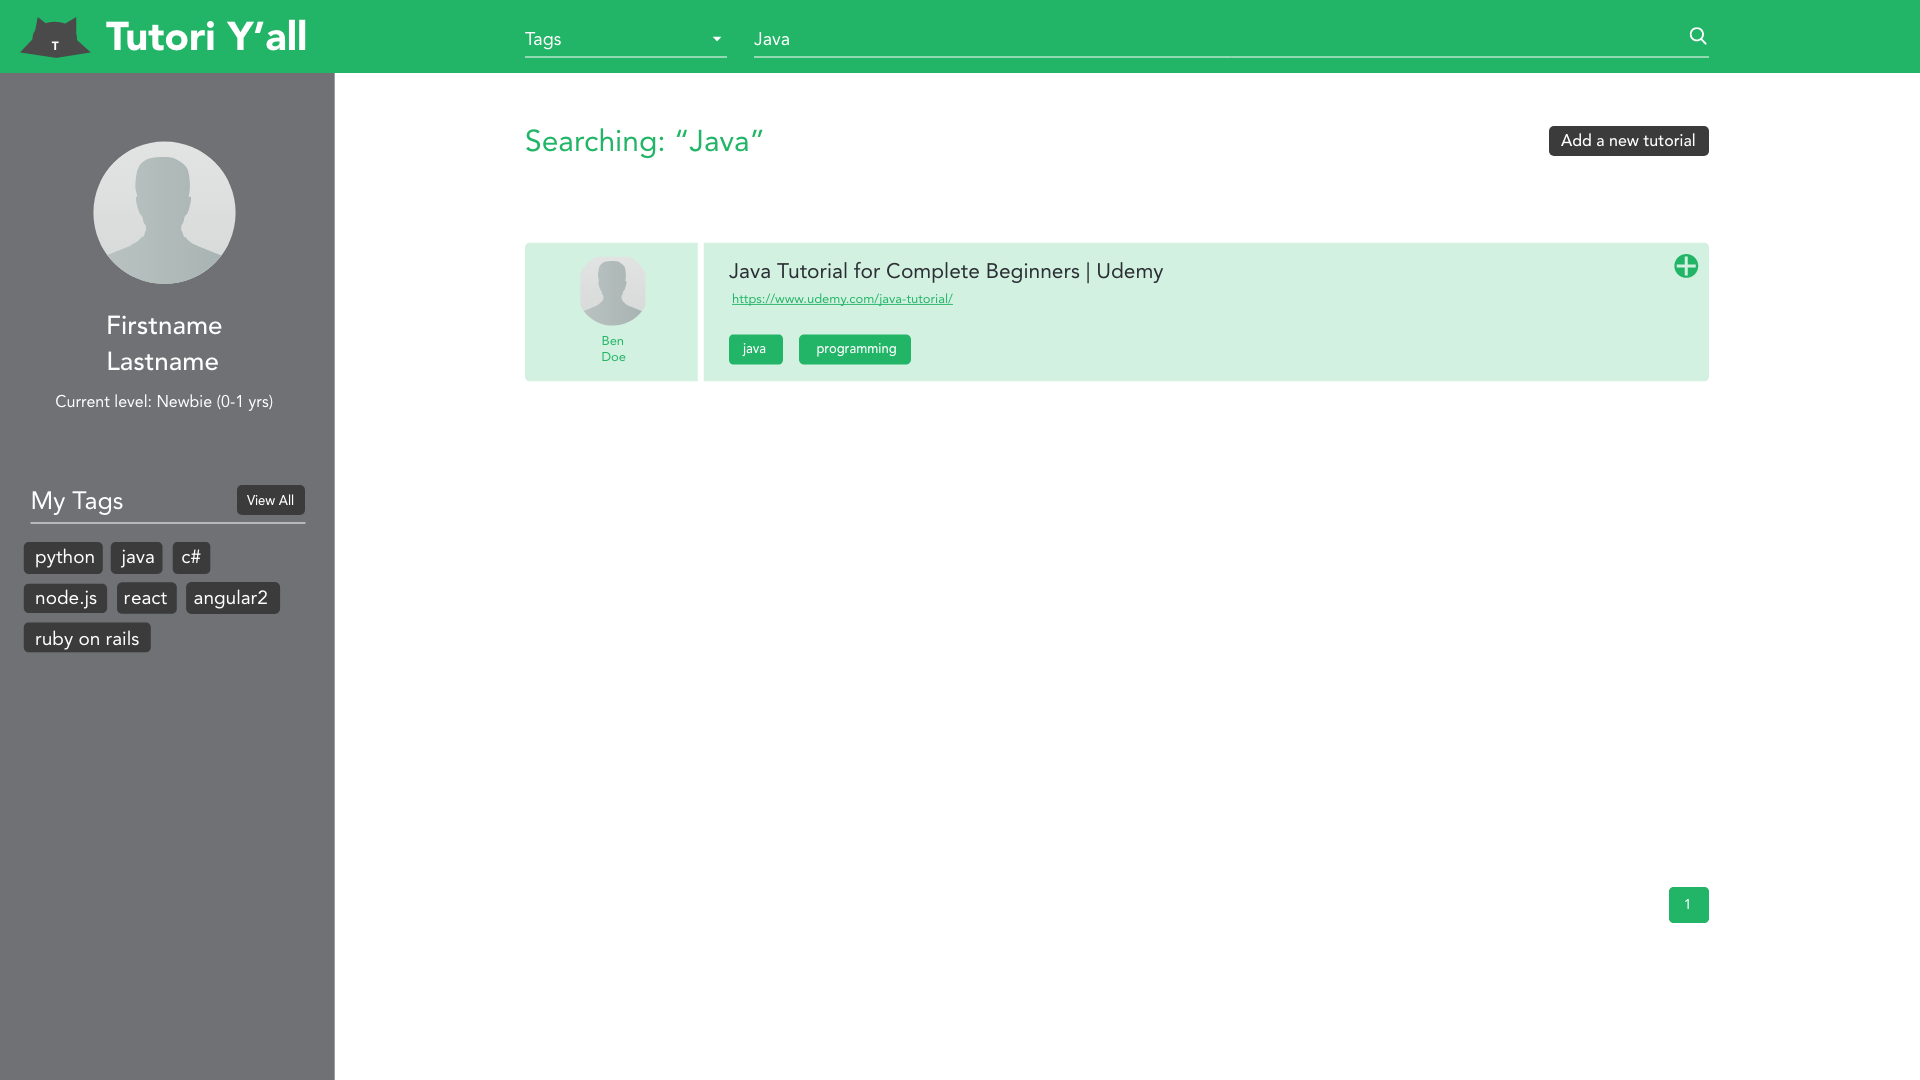 T
Tutori Y’all
Tags
Java
Firstname
Lastname
Current level: Newbie (0-1 yrs)
My Tags
View All
python
java
c#
node.js
react
angular2
ruby on rails
Searching: “Java”
Add a new tutorial
Ben
Doe
Java Tutorial for Complete Beginners | Udemy
https://www.udemy.com/java-tutorial/
java
programming
1